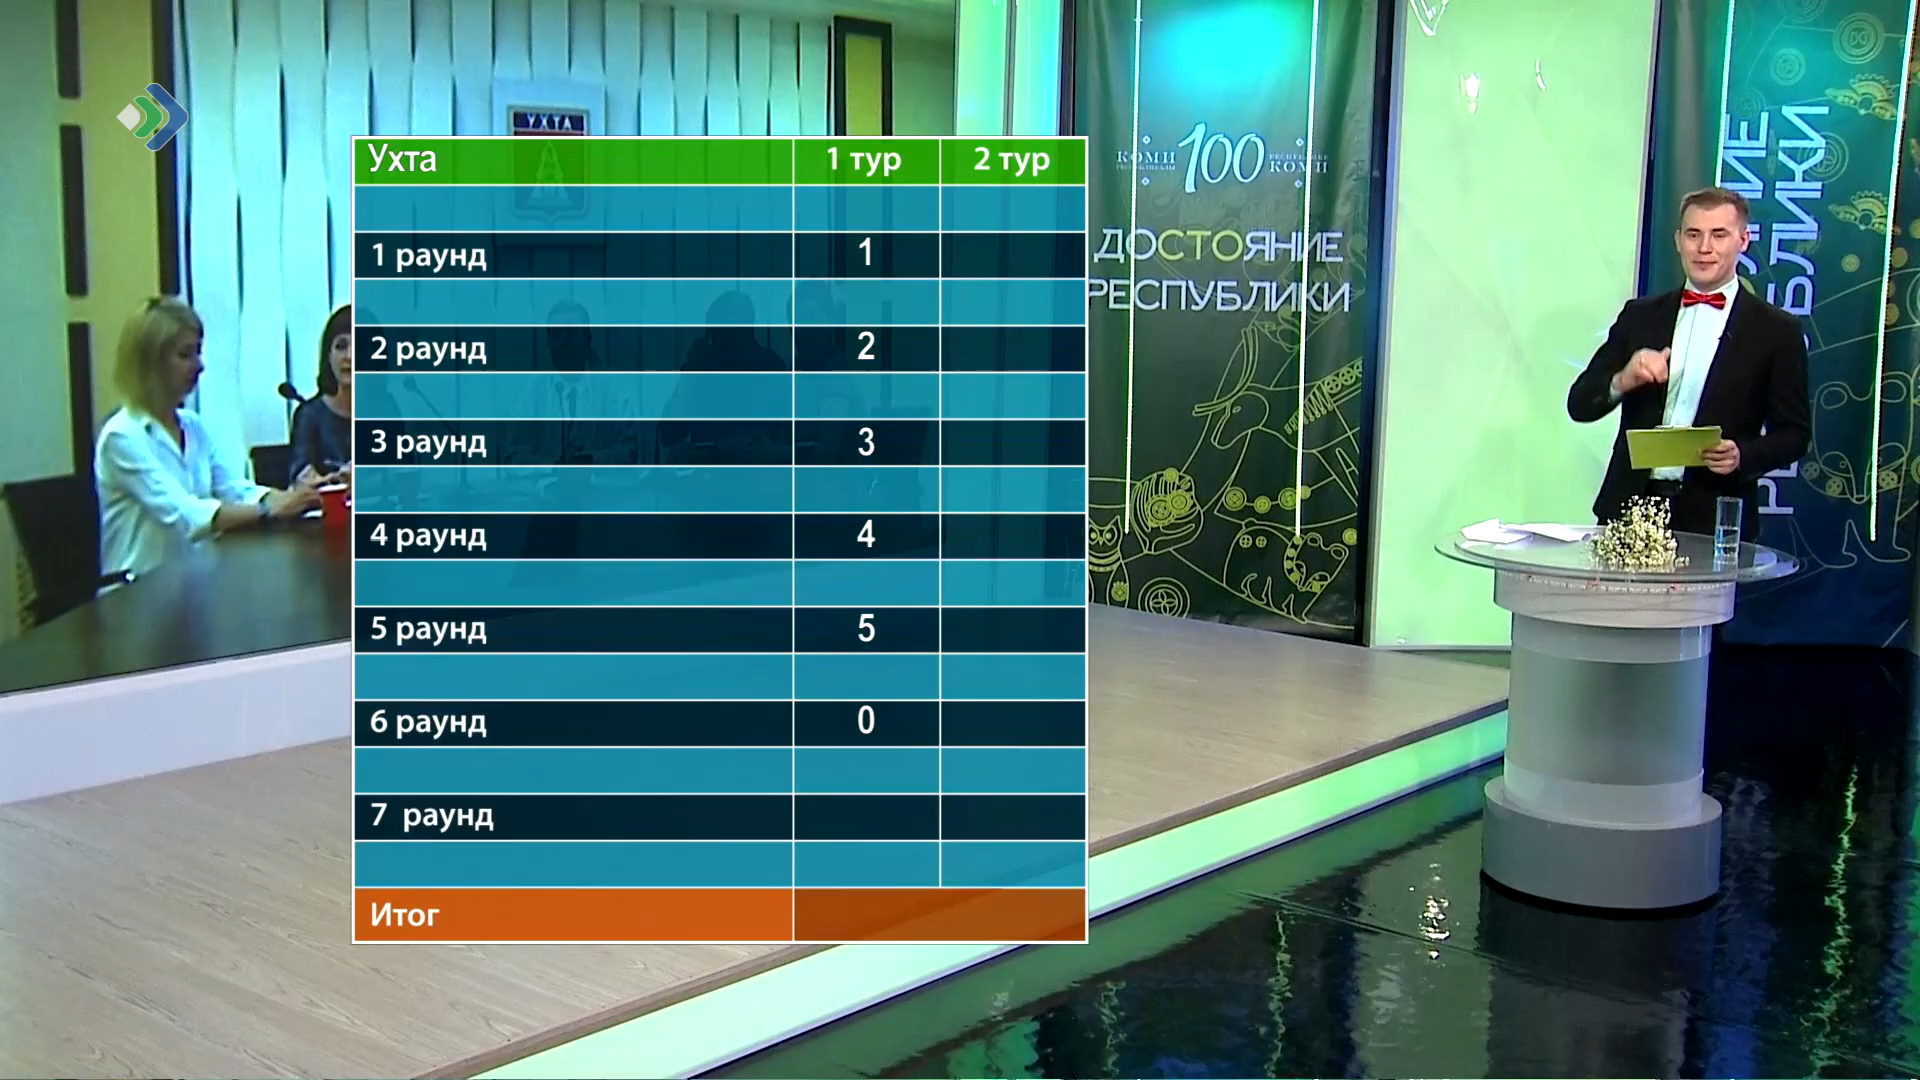 УХТА
Ухта 1 тур 2 тур
1 раунд 1
2 раунд 2
3 раунд 3
4 раунд 4
5 раунд 5
6 раунд 0
7 раунд
Итог
КОМИ 100 КОМИ
ДОСТОЯНИЕ
РЕСПУБЛИКИ